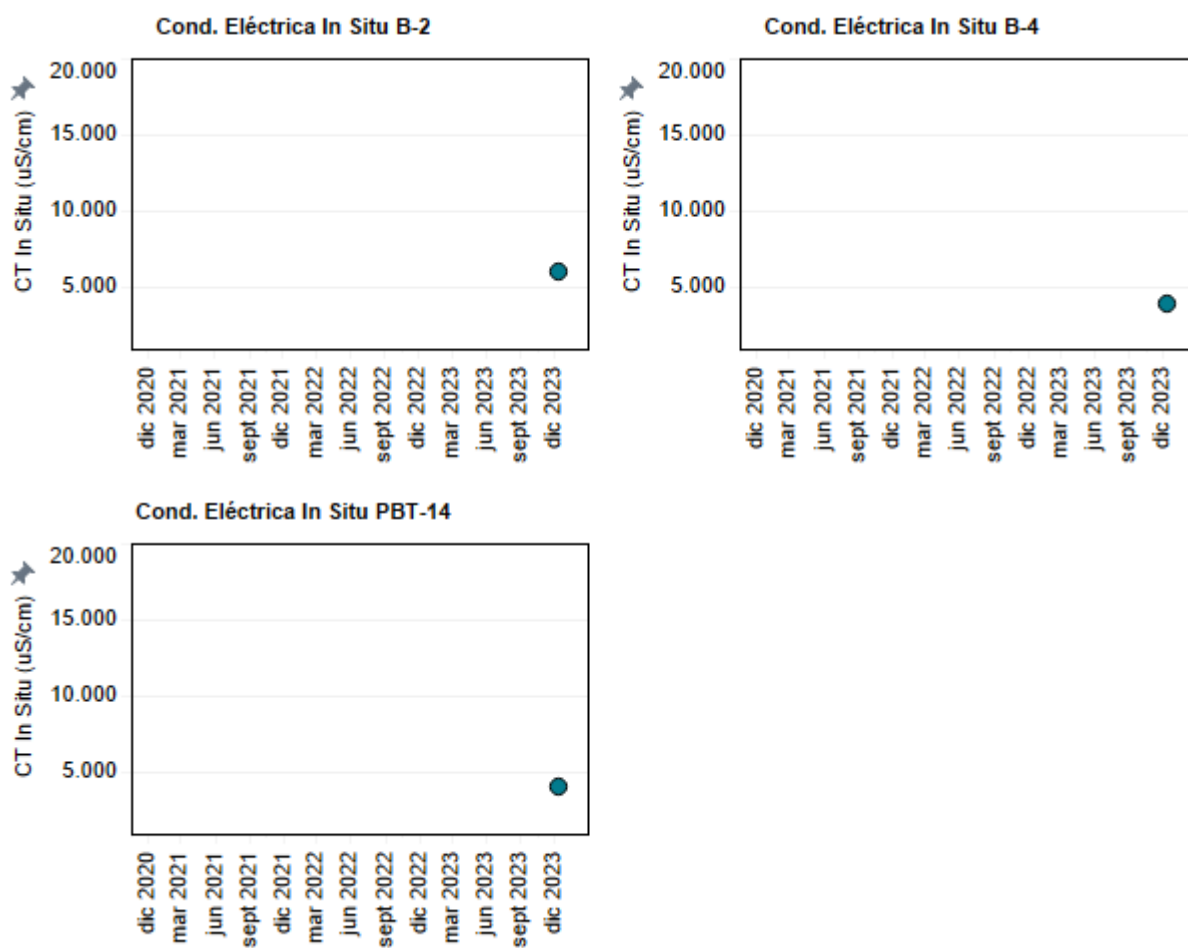 Cond. Eléctrica In Situ B-2
CT In Situ (uS/cm)
20.000
15.000
10.000
5.000
dic 2020
mar 2021
jun 2021
sept 2021
dic 2021
mar 2022
jun 2022
sept 2022
dic 2022
mar 2023
jun 2023
sept 2023
dic 2023
Cond. Eléctrica In Situ B-4
CT In Situ (uS/cm)
20.000
15.000
10.000
5.000
dic 2020
mar 2021
jun 2021
sept 2021
dic 2021
mar 2022
jun 2022
sept 2022
dic 2022
mar 2023
jun 2023
sept 2023
dic 2023
Cond. Eléctrica In Situ PBT-14
CT In Situ (uS/cm)
20.000
15.000
10.000
5.000
dic 2020
mar 2021
jun 2021
sept 2021
dic 2021
mar 2022
jun 2022
sept 2022
dic 2022
mar 2023
jun 2023
sept 2023
dic 2023